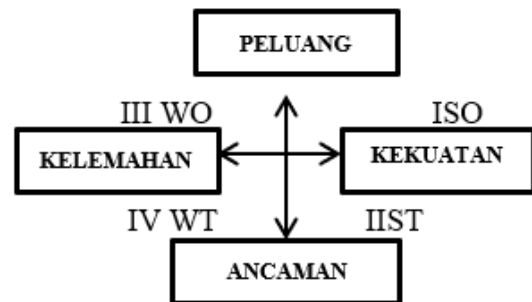 PELUANG
III WO
ISO
KELEMAHAN
KEKUATAN
IV WT
IIST
ANCAMAN